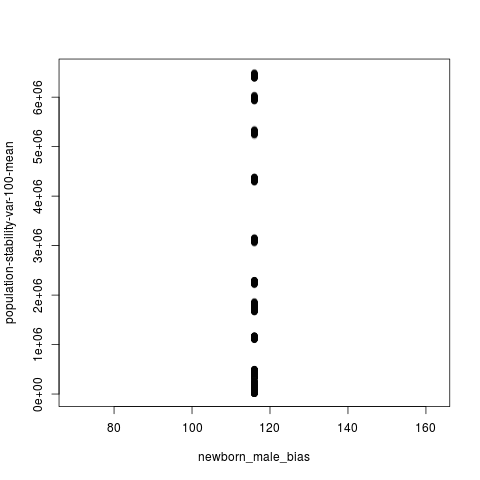 population-stability-var-100-mean
6e+06
5e+06
4e+06
3e+06
2e+06
1e+06
0e+00
80
100
120
140
160
newborn_male_bias